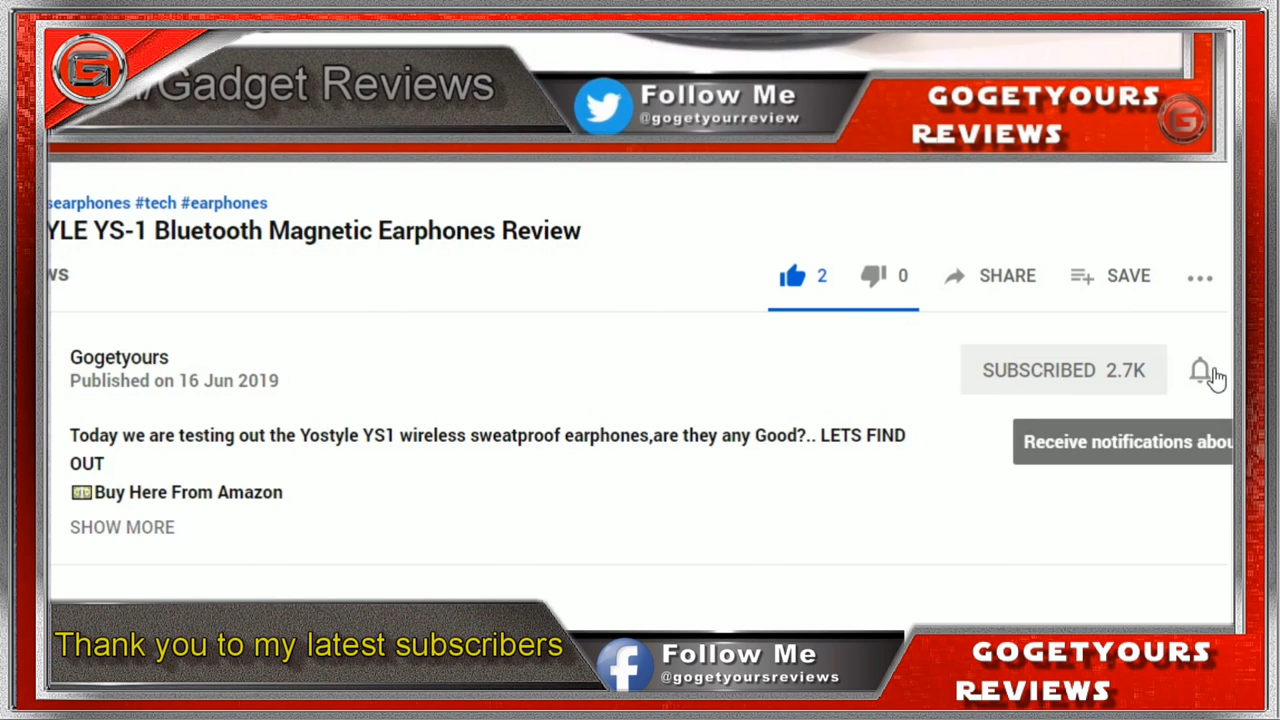 /Gadget Reviews
Follow Me
@gogetyourreview
GOGETYOURS
REVIEWS
searphones #tech #earphones
YLE YS-1 Bluetooth Magnetic Earphones Review
ws
2
0
SHARE
SAVE
Gogetyours
Published on 16 Jun 2019
SUBSCRIBED 2.7K
Today we are testing out the Yostyle YS1 wireless sweatproof earphones,are they any Good?.. LETS FIND
OUT
Receive notifications abou
Buy Here From Amazon
SHOW MORE
Thank you to my latest subscribers
Follow Me
@gogetyoursreviews
GOGETYOURS
REVIEWS